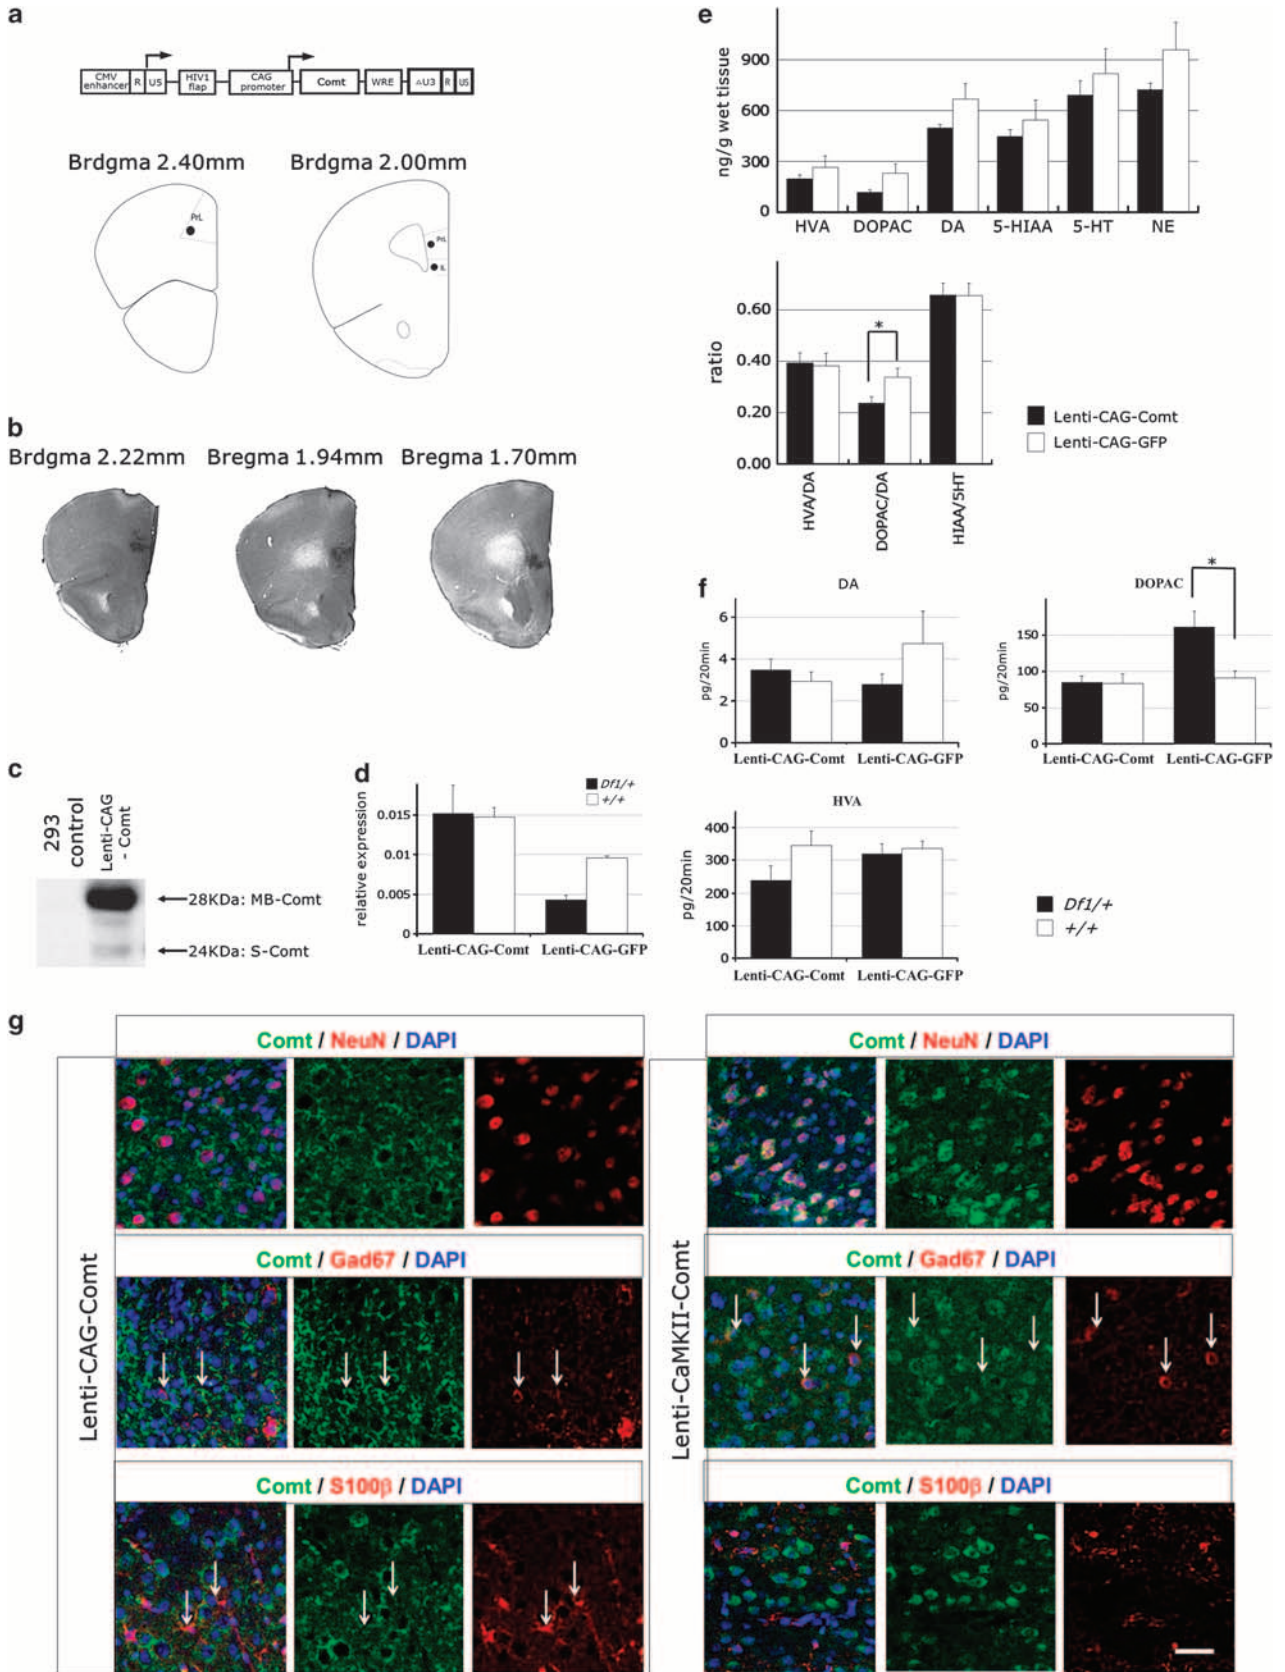 a
CMV enhancer R U5 HIV1 flap CAG promoter Comt WRE ΔU3 R U5
Brdgma 2.40mm Brdgma 2.00mm
PrL
PrL
IL
b
Brdgma 2.22mm Bregma 1.94mm Bregma 1.70mm
c
293 control
Lenti-CAG - Comt
28KDa: MB-Comt
24KDa: S-Comt
d
relative expression
0.015
0.01
0.005
0
Df1/+
+/+
Lenti-CAG-Comt Lenti-CAG-GFP
e
ng/g wet tissue
900
600
300
0
HVA DOPAC DA 5-HIAA 5-HT NE
ratio
0.60
0.40
0.20
0.00
*
HVA/DA
DOPAC/DA
HIAA/5HT
Lenti-CAG-Comt
Lenti-CAG-GFP
f
DA
pg/20min
6
4
2
0
Lenti-CAG-Comt Lenti-CAG-GFP
DOPAC
*
pg/20min
150
100
50
0
Lenti-CAG-Comt Lenti-CAG-GFP
HVA
pg/20min
400
300
200
100
0
Lenti-CAG-Comt Lenti-CAG-GFP
Df1/+
+/+
g
Lenti-CAG-Comt
Comt / NeuN / DAPI
Comt / Gad67 / DAPI
Comt / S100β / DAPI
Lenti-CaMKII-Comt
Comt / NeuN / DAPI
Comt / Gad67 / DAPI
Comt / S100β / DAPI